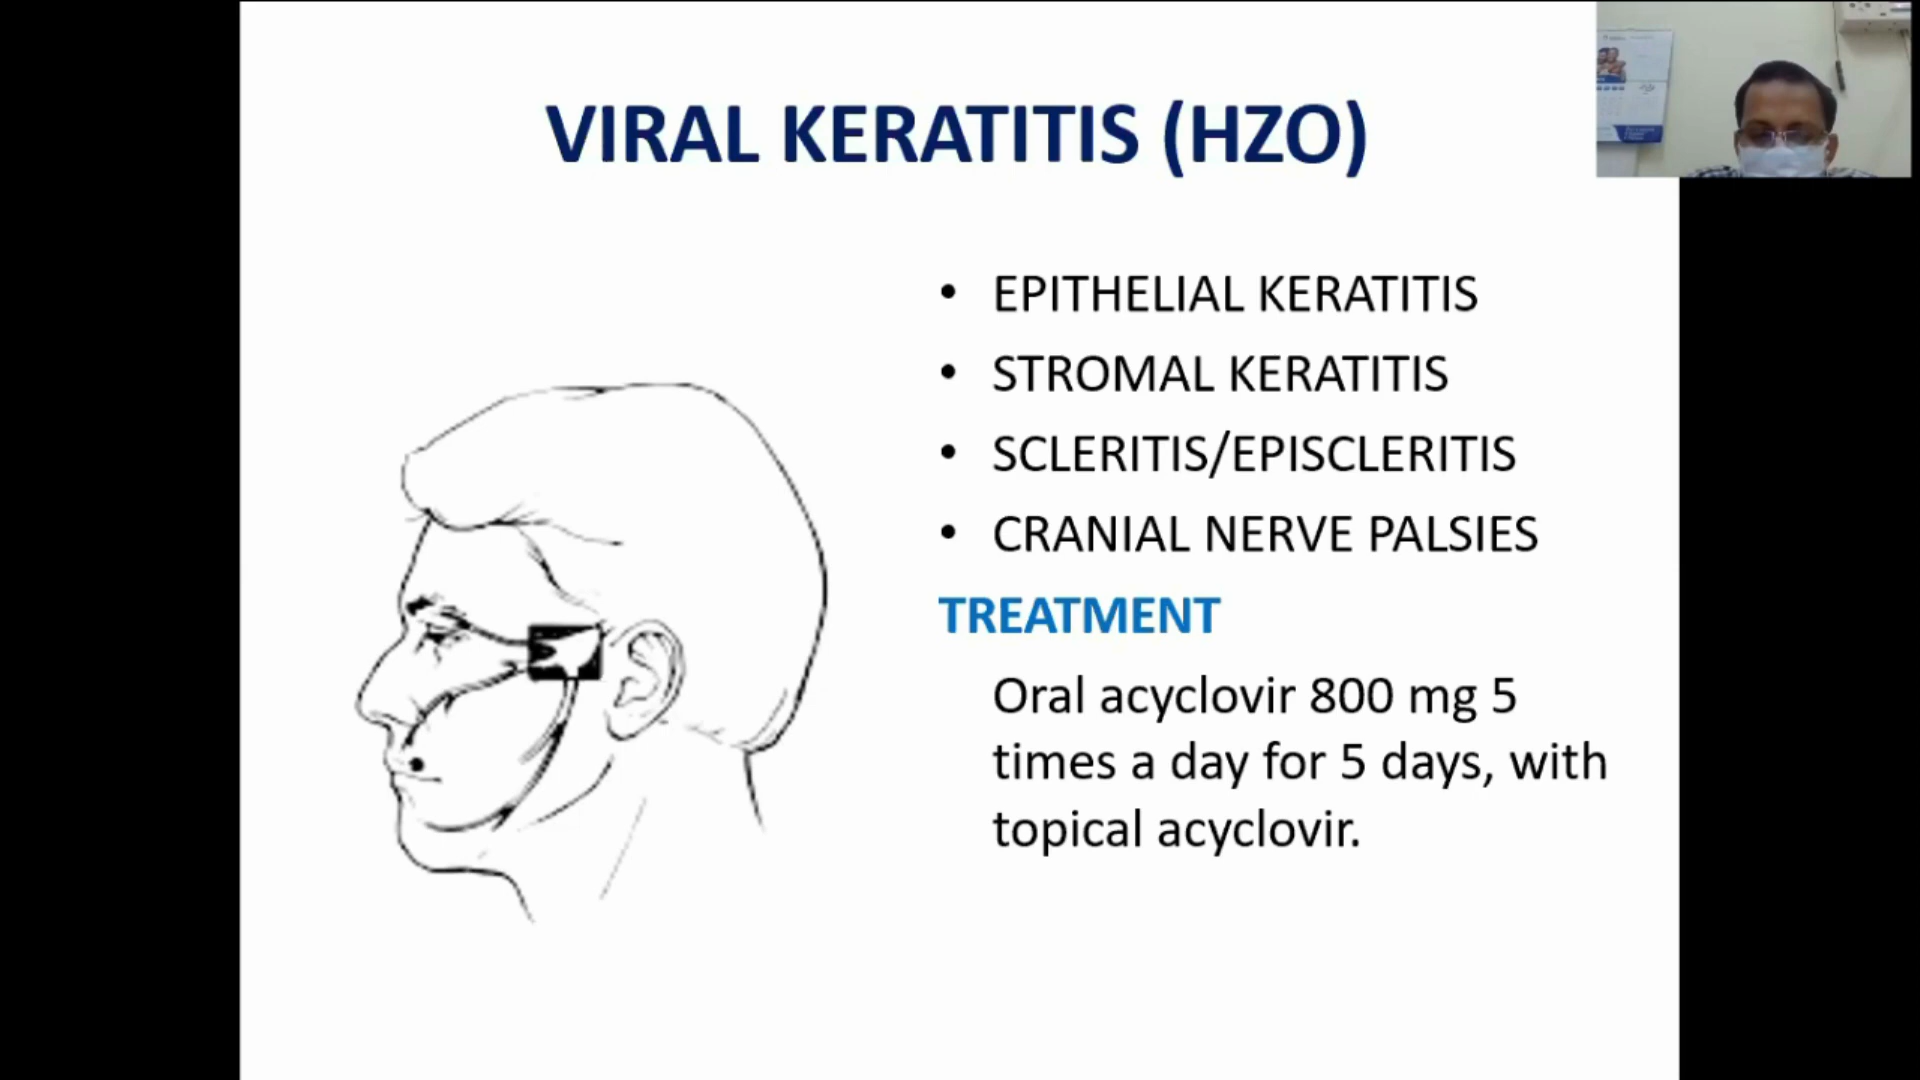 VIRAL KERATITIS (HZO)
• EPITHELIAL KERATITIS
• STROMAL KERATITIS
• SCLERITIS/EPISCLERITIS
• CRANIAL NERVE PALSIES
TREATMENT
Oral acyclovir 800 mg 5
times a day for 5 days, with
topical acyclovir.